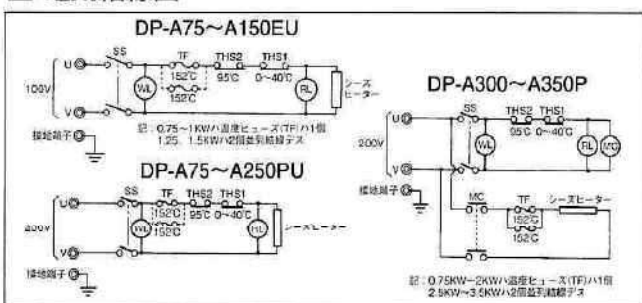 DP-A75～A150EU
SS TF THS2 THS1
U
152℃ 95℃ 0～40℃
100V WL 152℃ RL シーズ
ヒーター
V
接地端子
記：0.75～1KWハ温度ヒューズ(TF)ハ1個
1.25、1.5KWハ2個並列結線デス
DP-A75～A250PU
SS TF THS2 THS1
U
152℃ 95℃ 0～40℃
200V WL 152℃ RL シーズヒーター
V
接地端子
DP-A300～A350P
SS THS2 THS1
U
95℃ 0～40℃
200V WL RL MC
V
接地端子
MC TF シーズヒーター
152℃
152℃
記：0.75KW～2KWハ温度ヒューズ(TF)ハ1個
2.5KW～3.5KWハ2個並列結線デス